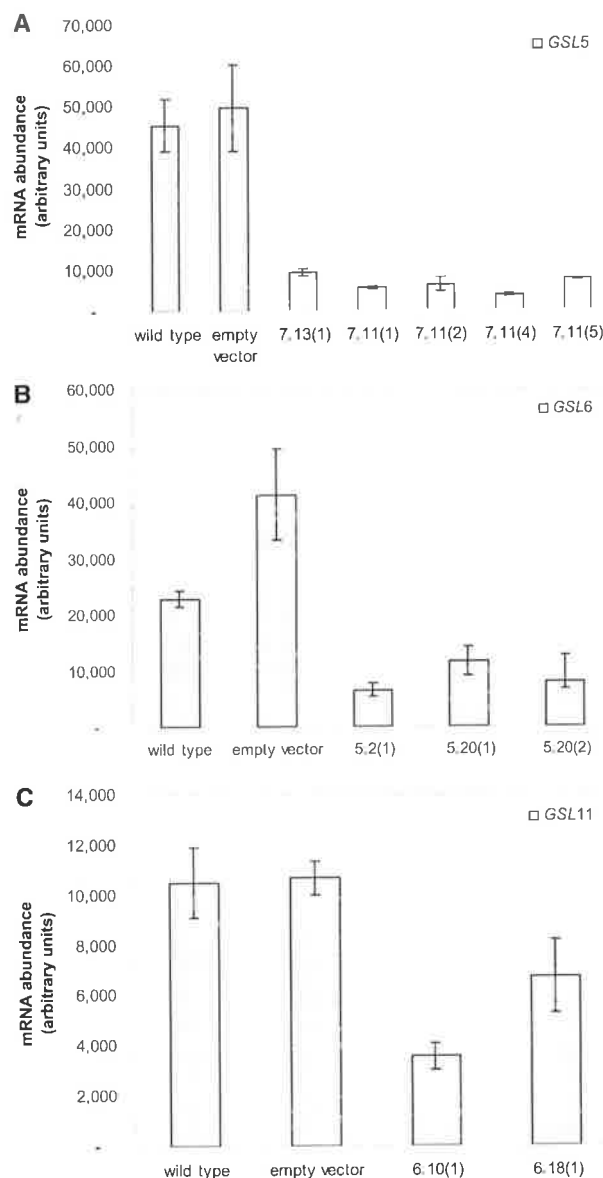 A
70,000
□ GSL5
60,000
50,000
40,000
30,000
20,000
10,000
-
mRNA abundance
(arbitrary units)
wild type empty vector 7.13(1) 7.11(1) 7.11(2) 7.11(4) 7.11(5)
B
60,000
□ GSL6
50,000
40,000
30,000
20,000
10,000
-
mRNA abundance
(arbitrary units)
wild type empty vector 5.2(1) 5.20(1) 5.20(2)
C
14,000
□ GSL11
12,000
10,000
8,000
6,000
4,000
2,000
-
mRNA abundance
(arbitrary units)
wild type empty vector 6.10(1) 6.18(1)